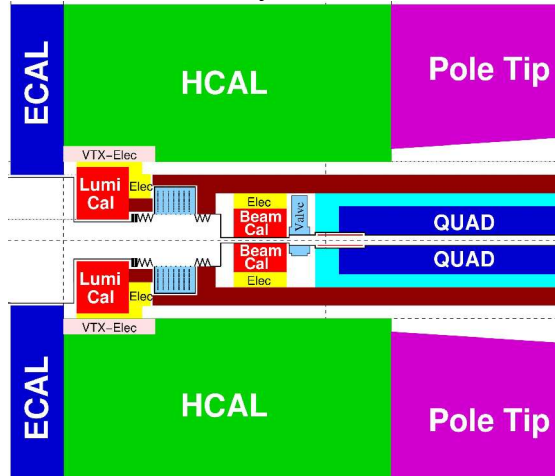 ECAL
HCAL
Pole Tip
VTX-Elec
Lumi
Cal
Elec
Elec
Beam
Cal
Valve
QUAD
Beam
Cal
Elec
QUAD
Lumi
Cal
Elec
VTX-Elec
ECAL
HCAL
Pole Tip